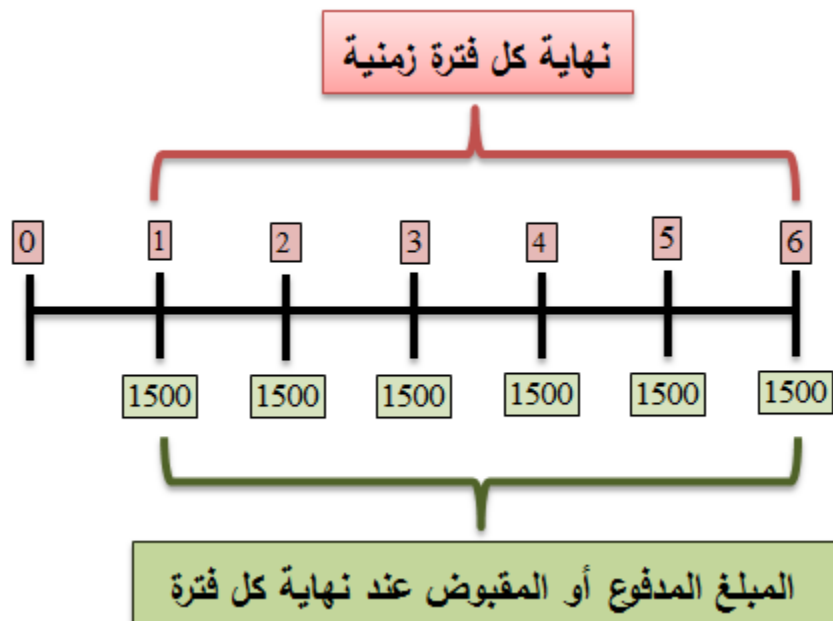 نهاية كل فترة زمنية
0 1 2 3 4 5 6
1500 1500 1500 1500 1500 1500
المبلغ المدفوع أو المقبوض عند نهاية كل فترة